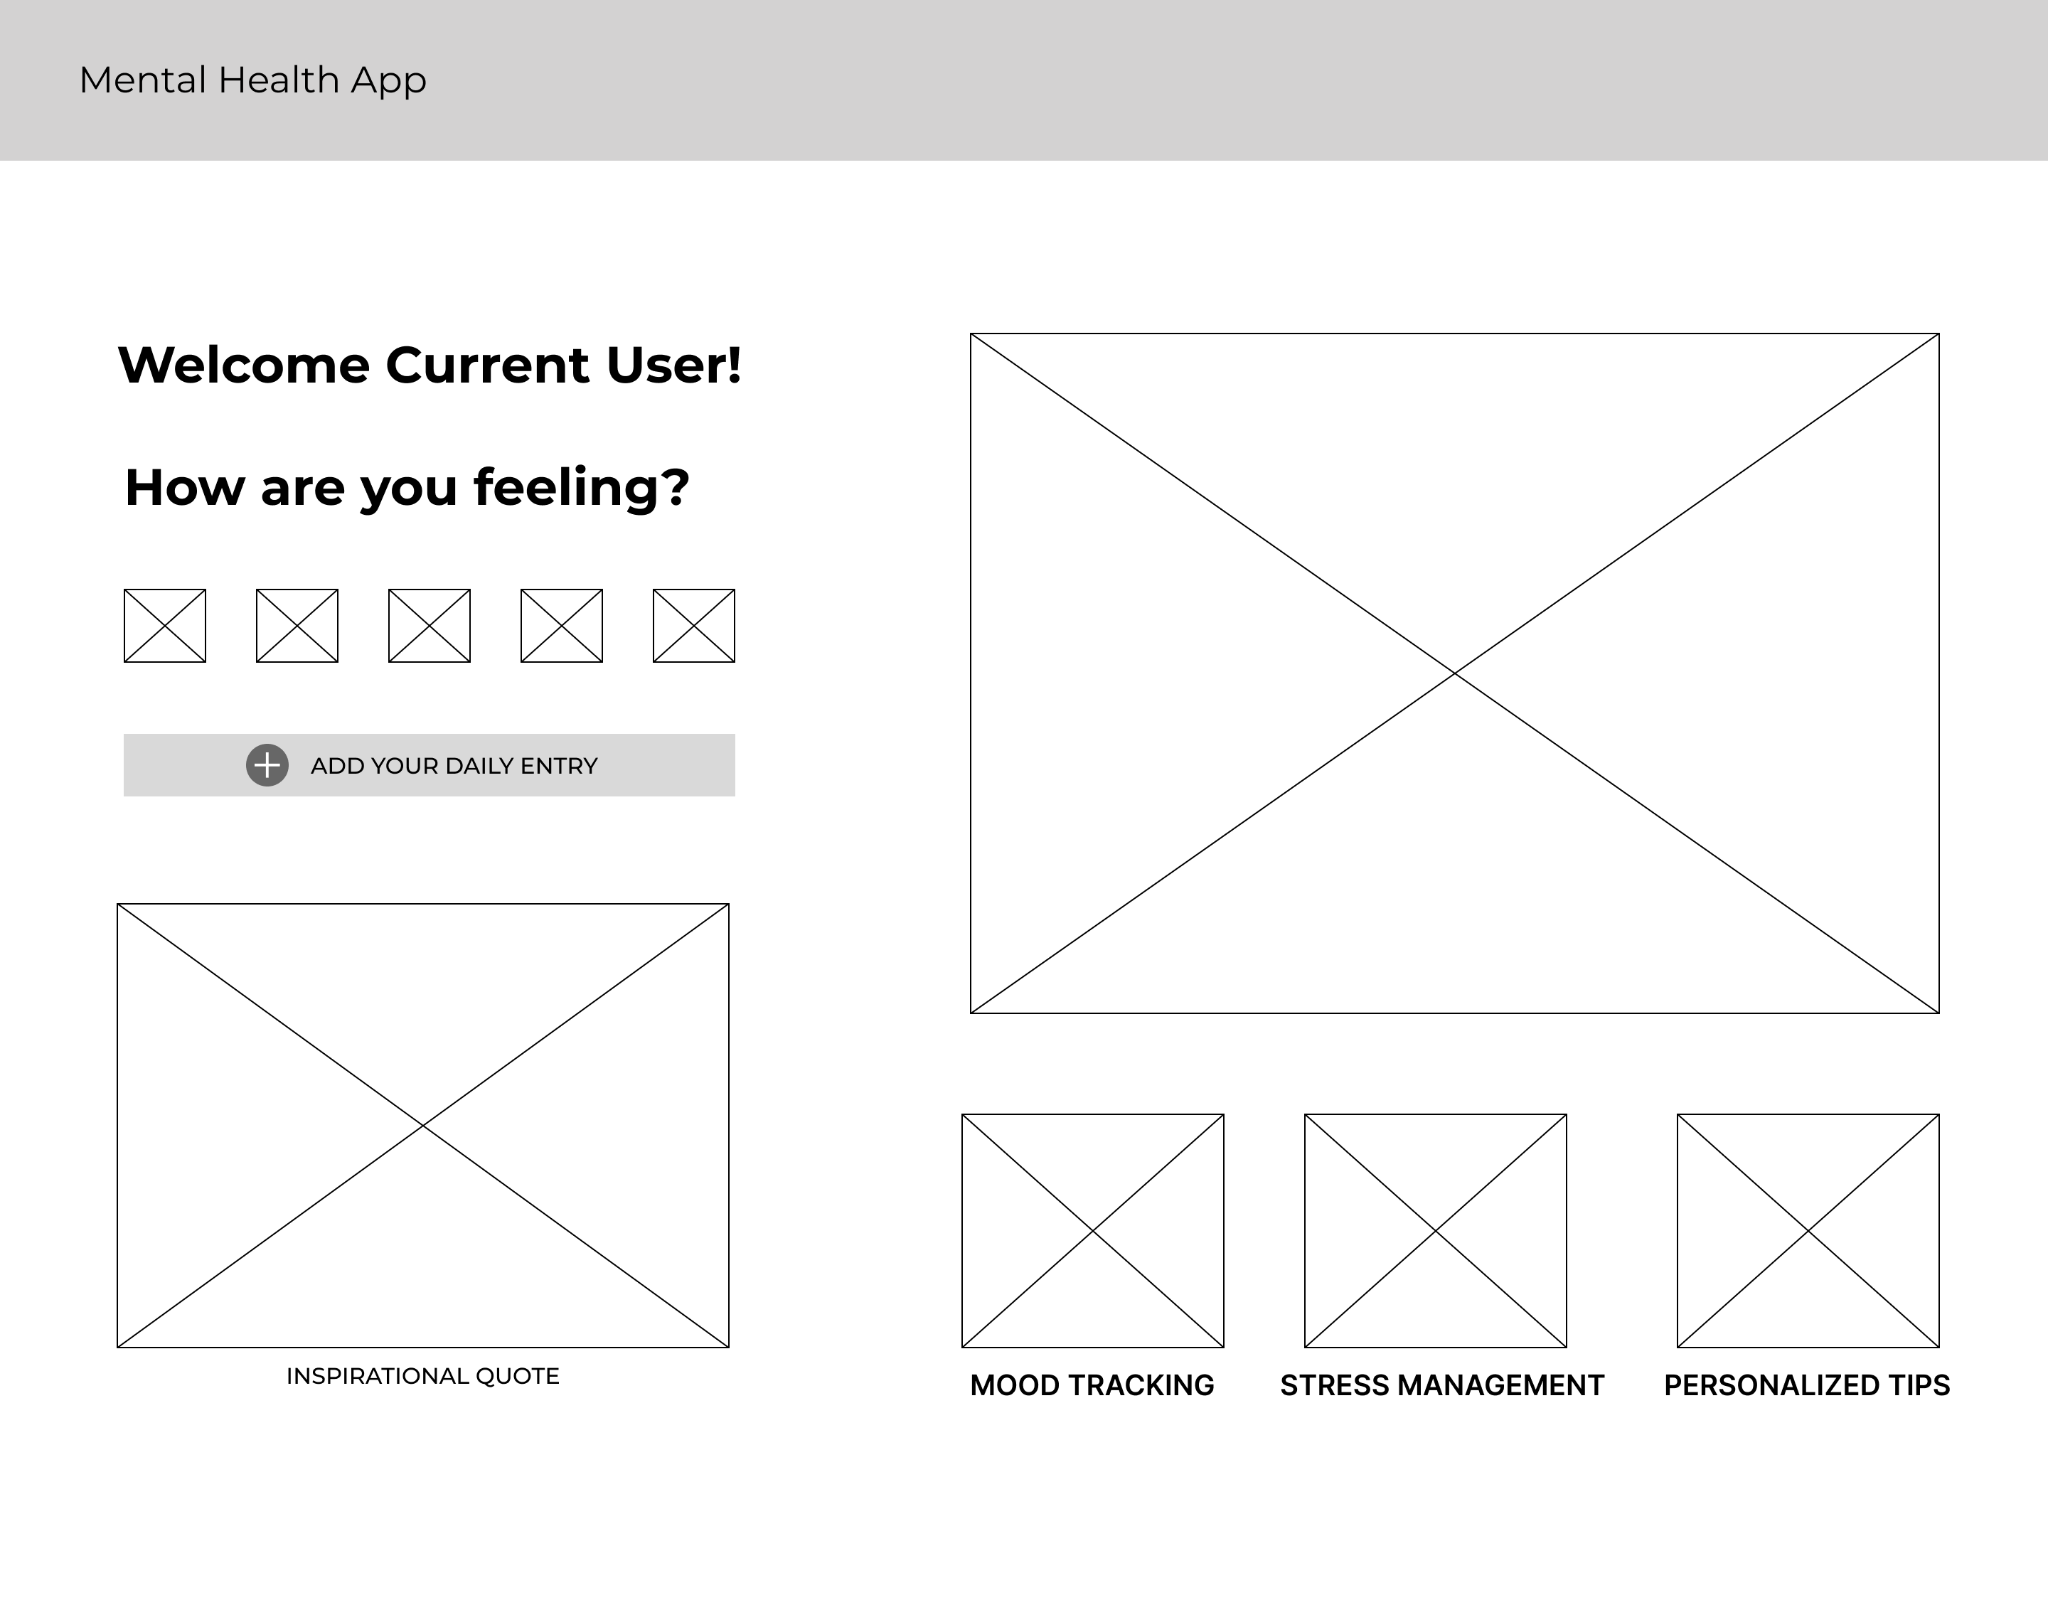 Mental Health App
Welcome Current User!
How are you feeling?
ADD YOUR DAILY ENTRY
INSPIRATIONAL QUOTE
MOOD TRACKING
STRESS MANAGEMENT
PERSONALIZED TIPS